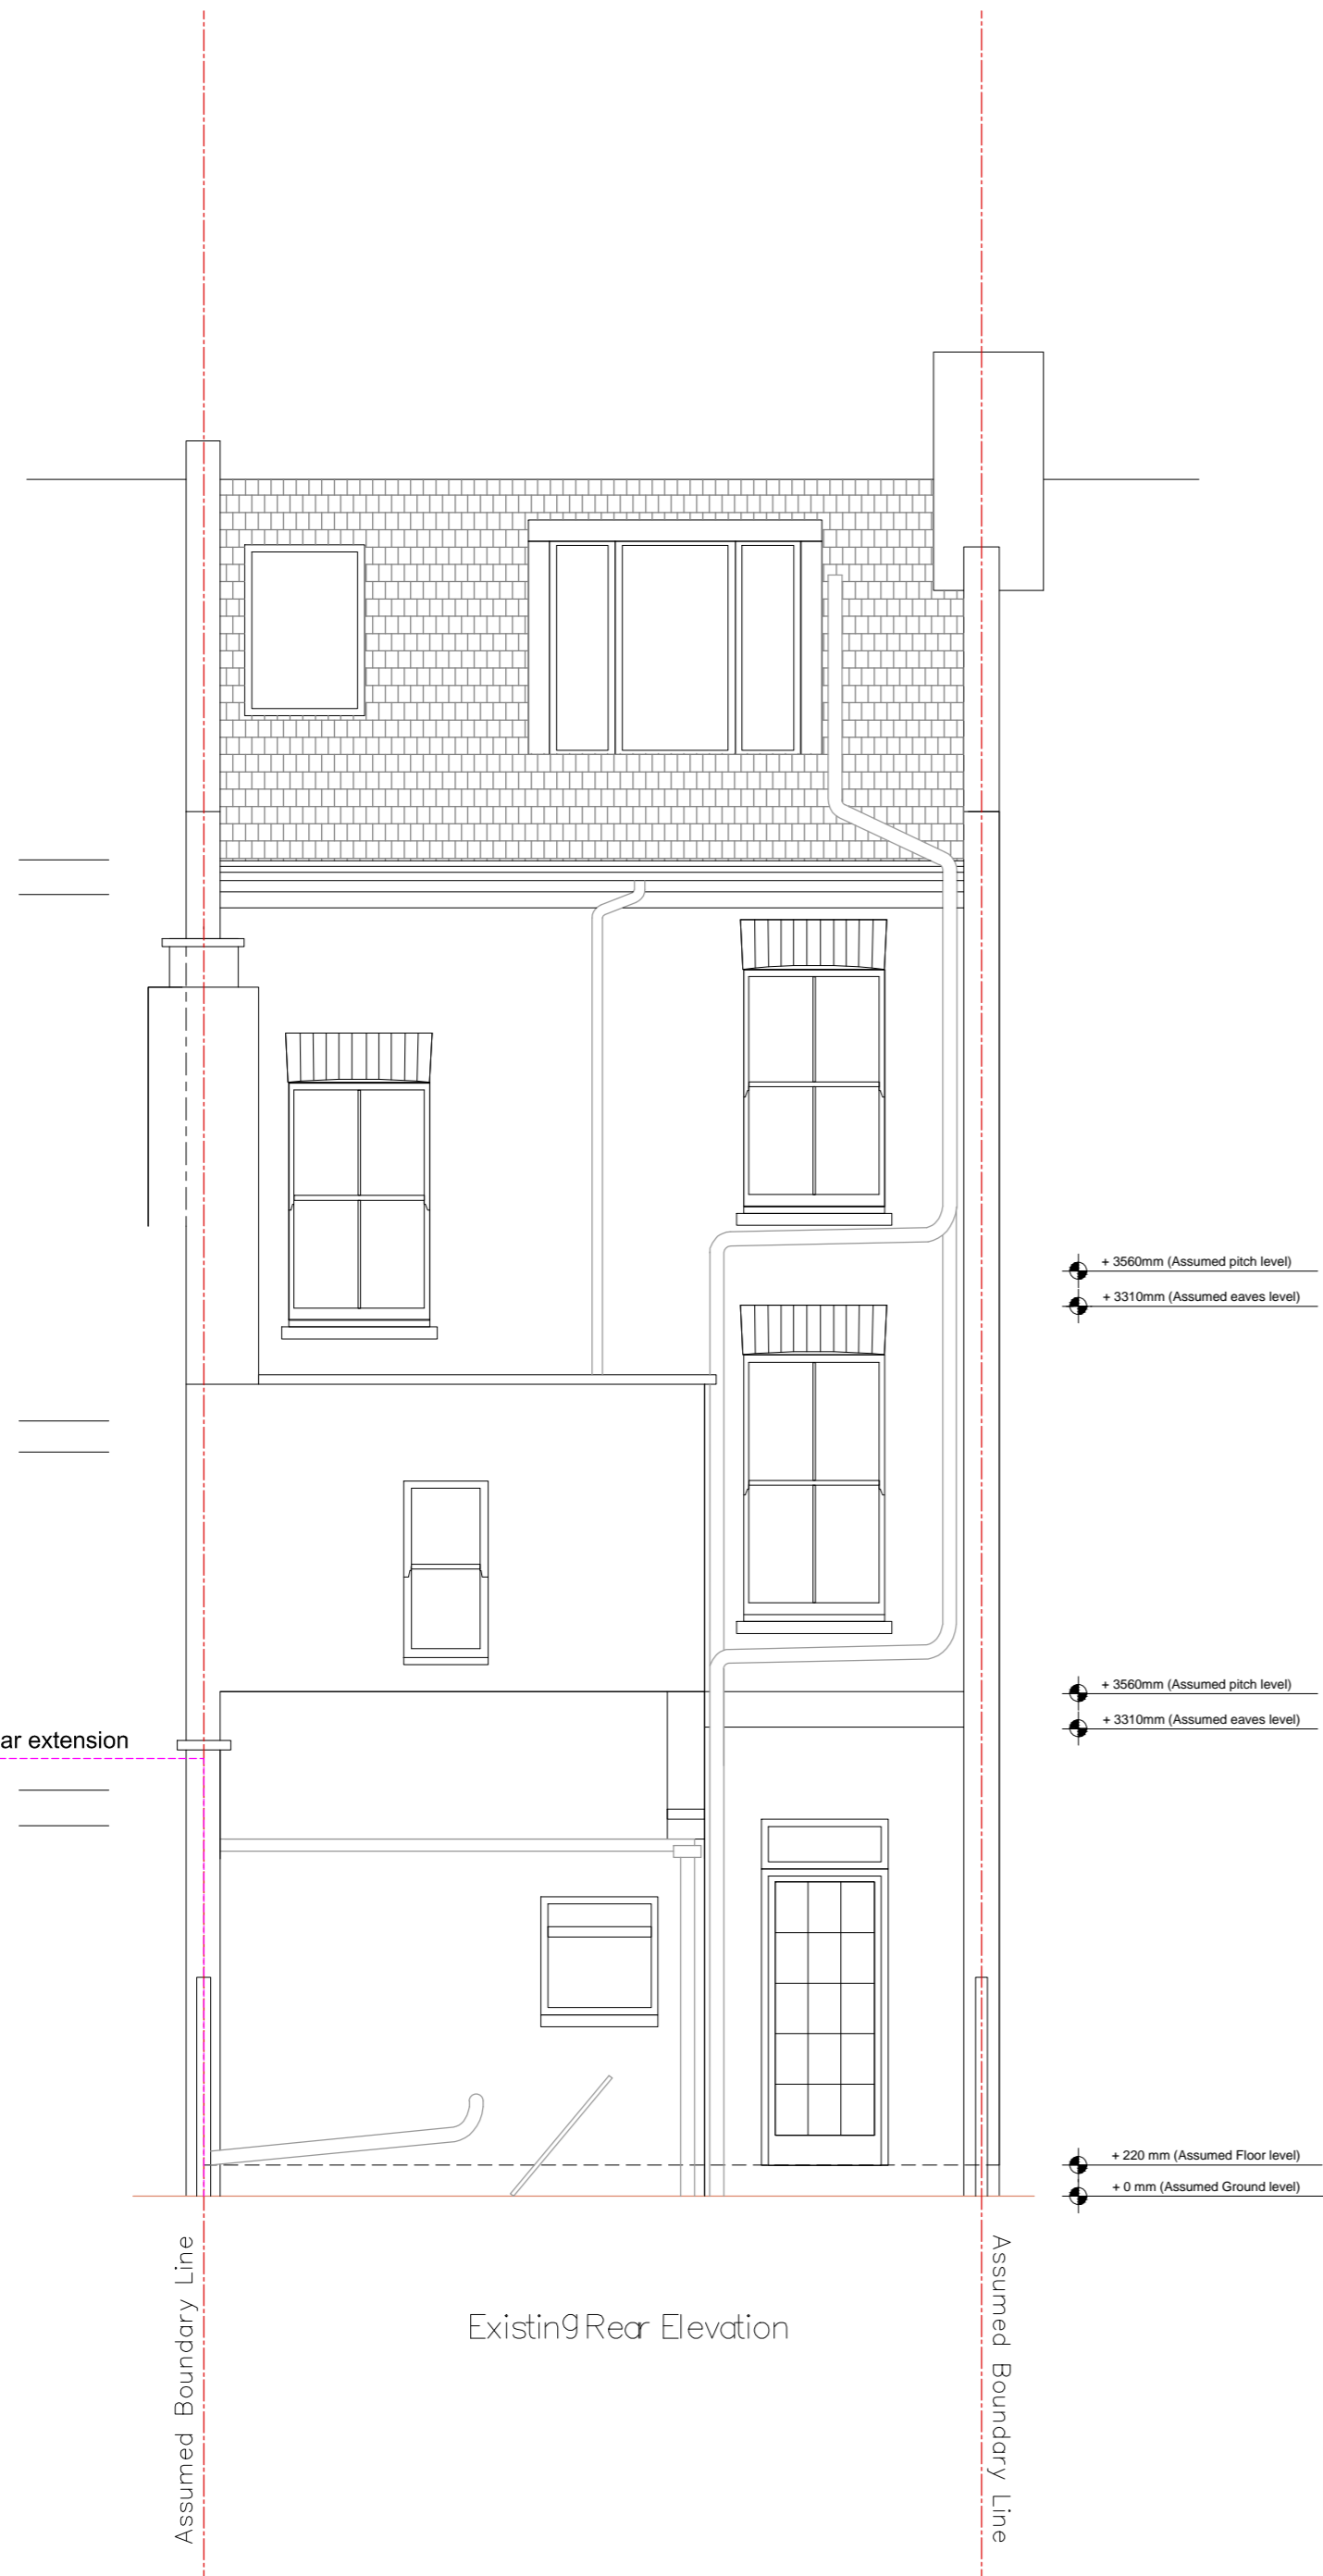 + 3560mm (Assumed pitch level)
+ 3310mm (Assumed eaves level)
+ 3560mm (Assumed pitch level)
+ 3310mm (Assumed eaves level)
ar extension
+ 220 mm (Assumed Floor level)
+ 0 mm (Assumed Ground level)
Assumed Boundary Line
Existing Rear Elevation
Assumed Boundary Line